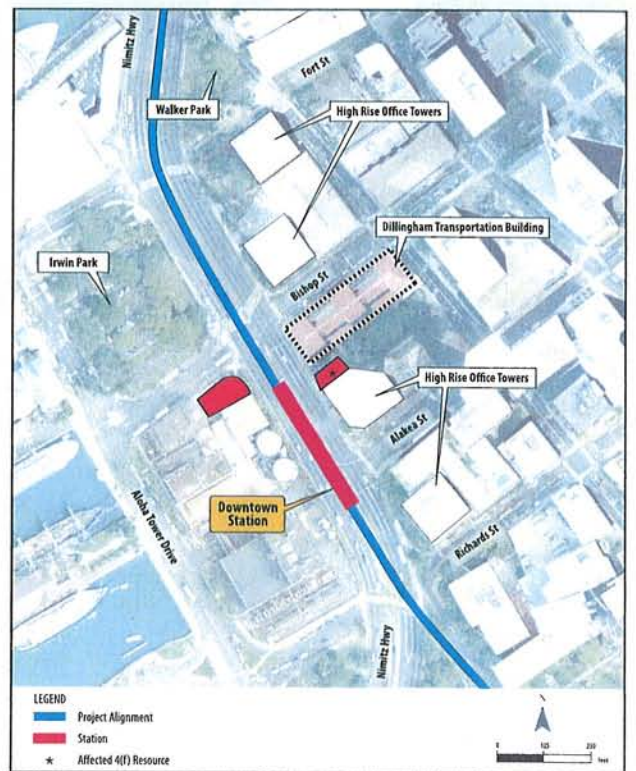 Nimitz Hwy
Fort St
Walker Park
High Rise Office Towers
Dillingham Transportation Building
Irwin Park
Bishop St
High Rise Office Towers
Alakea St
Downtown
Station
Aloha Tower Drive
Richards St
Nimitz Hwy
LEGEND
Project Alignment
Station
★ Affected 4(f) Resource
0 125 250
Feet